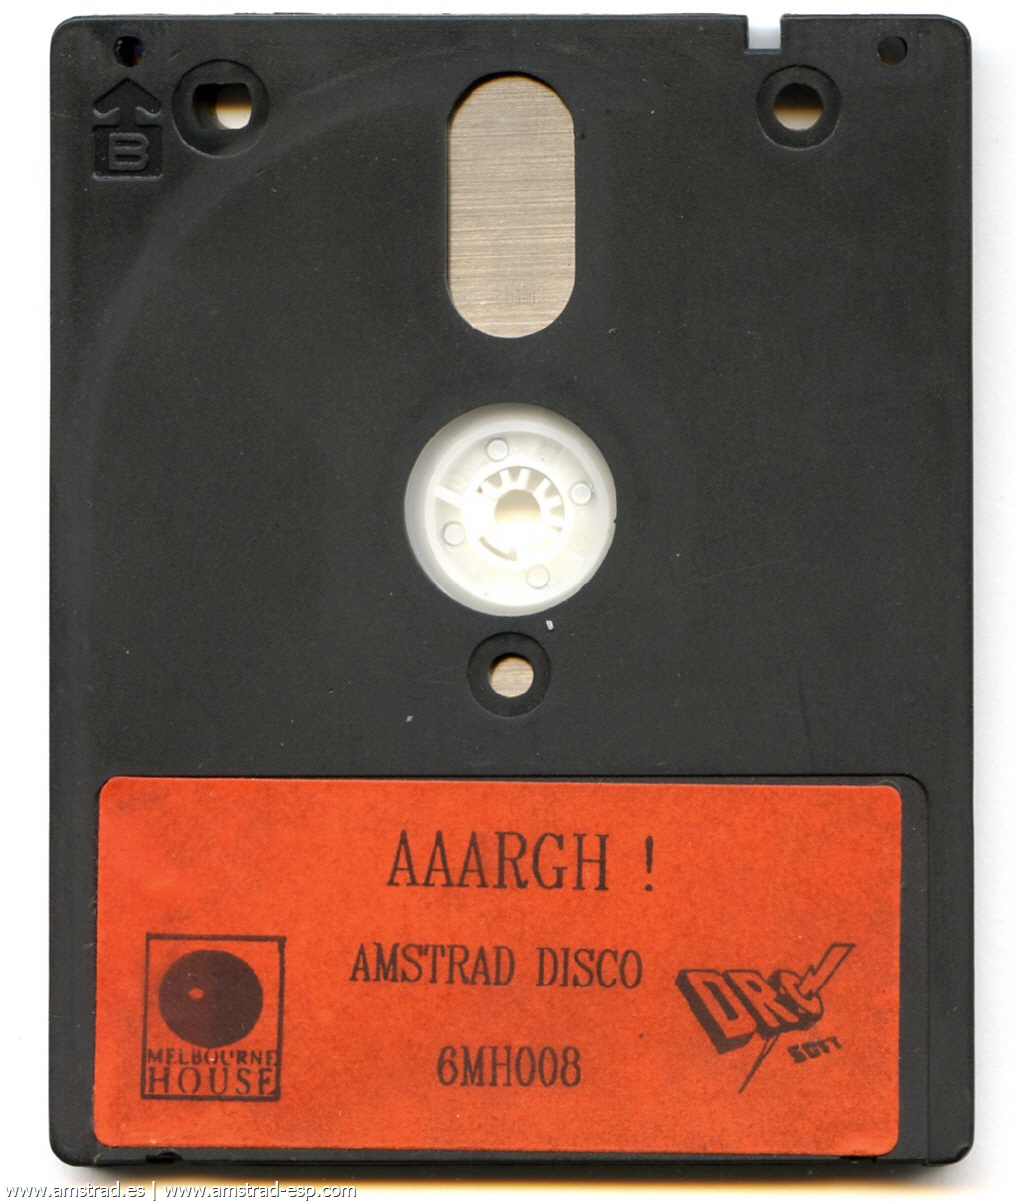 B
AAARGH !
AMSTRAD DISCO
6MH008
MELBOURNE
HOUSE
DRO
SOFT
www.amstrad.es | www.amstrad-esp.com